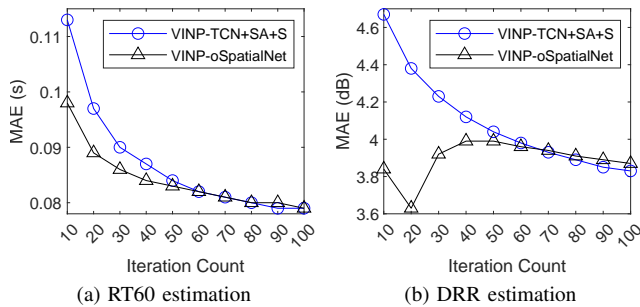 VINP-TCN+SA+S
VINP-oSpatialNet
MAE (s)
0.11
0.1
0.09
0.08
10 20 30 40 50 60 70 80 90 100
Iteration Count
(a) RT60 estimation
VINP-TCN+SA+S
VINP-oSpatialNet
MAE (dB)
4.6
4.4
4.2
4
3.8
3.6
10 20 30 40 50 60 70 80 90 100
Iteration Count
(b) DRR estimation